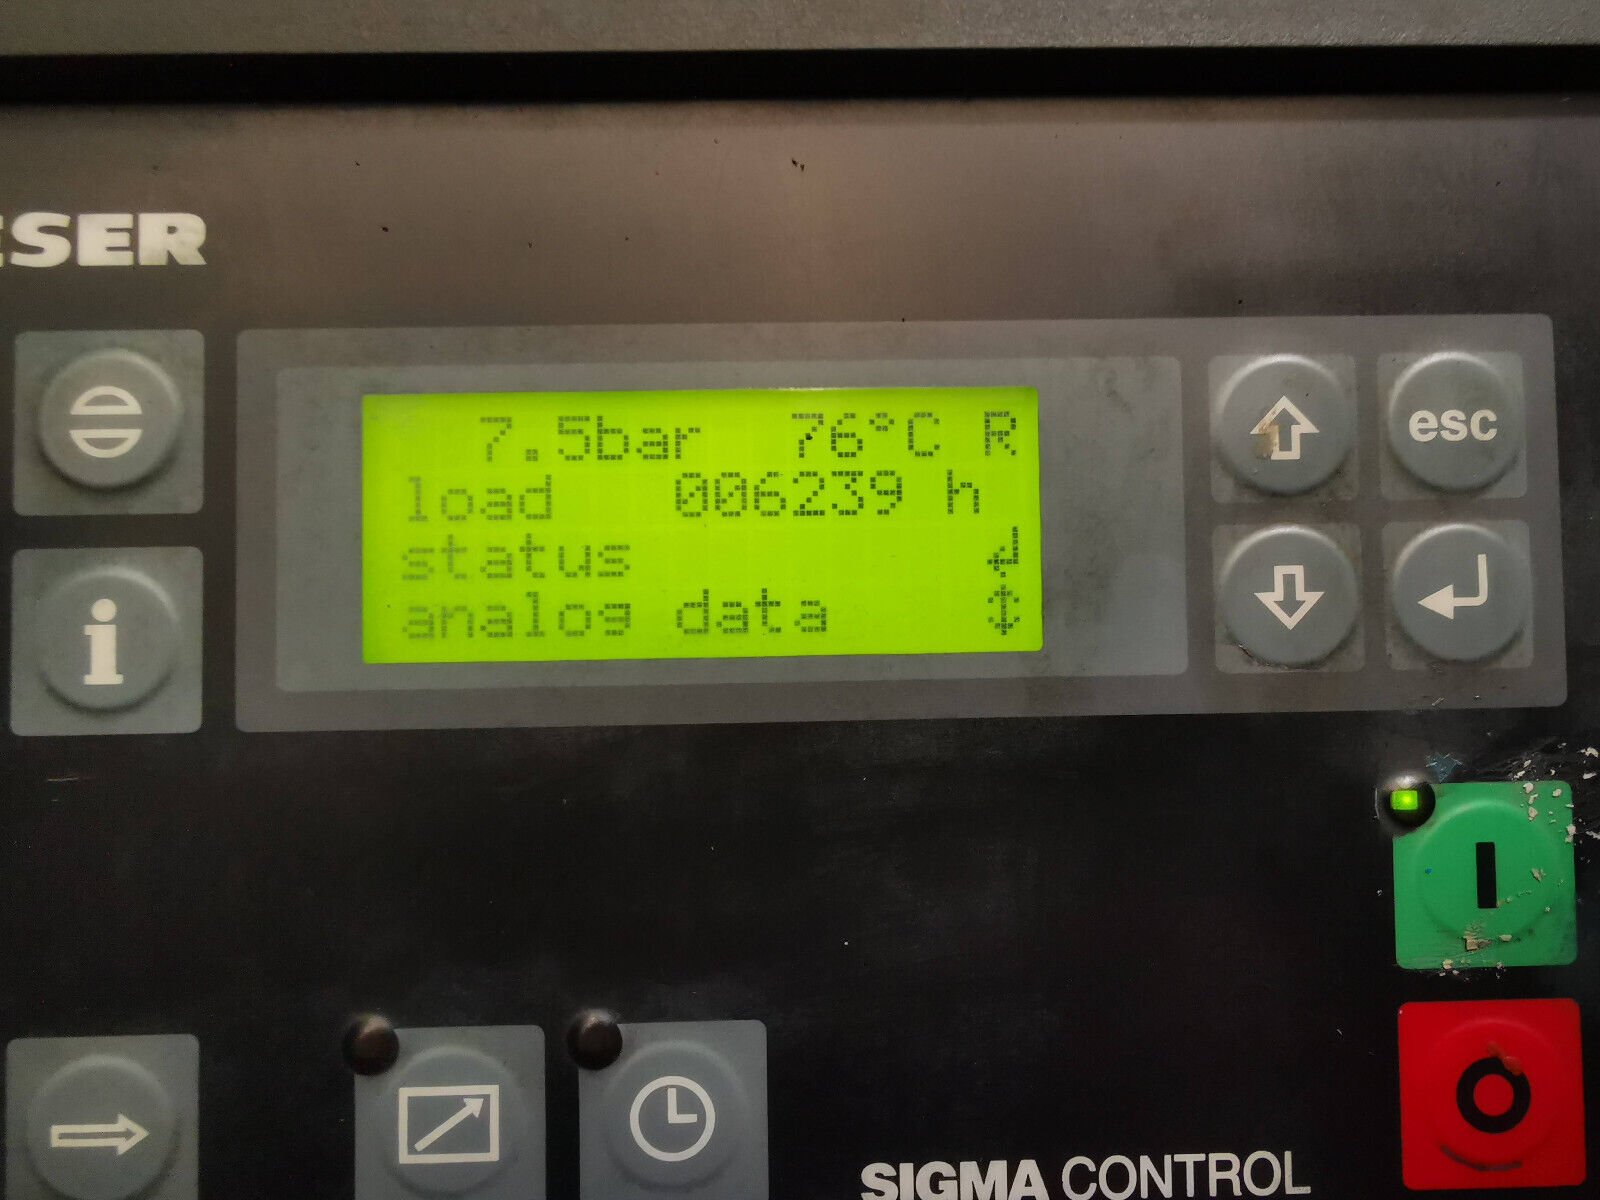 ESER
7.5bar 76°C R
load 006239 h
status
analog data
esc
i
SIGMA CONTROL